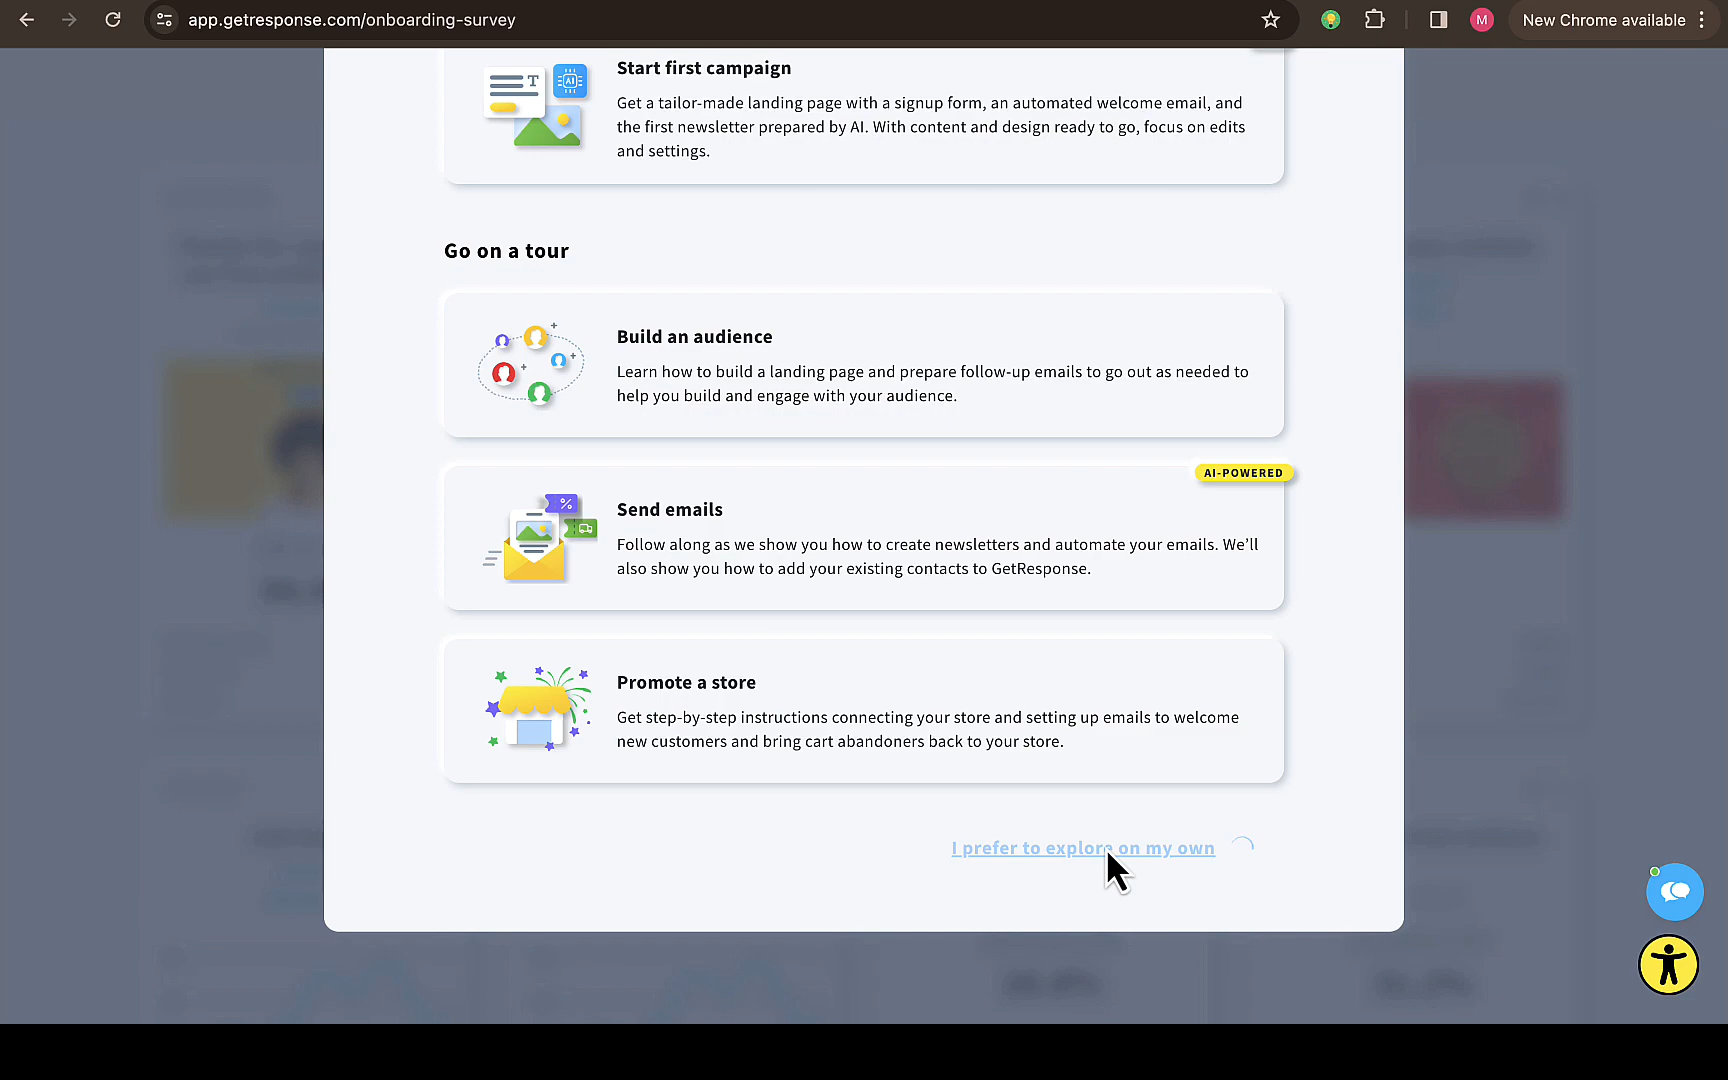 app.getresponse.com/onboarding-survey
M
New Chrome available
T
AI
Start first campaign
Get a tailor-made landing page with a signup form, an automated welcome email, and
the first newsletter prepared by AI. With content and design ready to go, focus on edits
and settings.
Go on a tour
Build an audience
Learn how to build a landing page and prepare follow-up emails to go out as needed to
help you build and engage with your audience.
AI-POWERED
%
Send emails
Follow along as we show you how to create newsletters and automate your emails. We’ll
also show you how to add your existing contacts to GetResponse.
Promote a store
Get step-by-step instructions connecting your store and setting up emails to welcome
new customers and bring cart abandoners back to your store.
I prefer to explore on my own